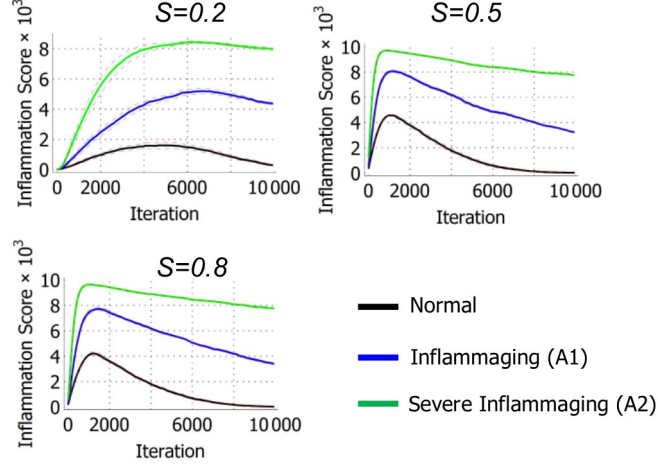 S=0.2
Inflammation Score × 10³
8
6
4
2
0
0 2000 6000 10 000
Iteration
S=0.5
Inflammation Score × 10³
10
8
6
4
2
0
0 2000 6000 10 000
Iteration
S=0.8
Inflammation Score × 10³
10
8
6
4
2
0
0 2000 6000 10 000
Iteration
Normal
Inflammaging (A1)
Severe Inflammaging (A2)